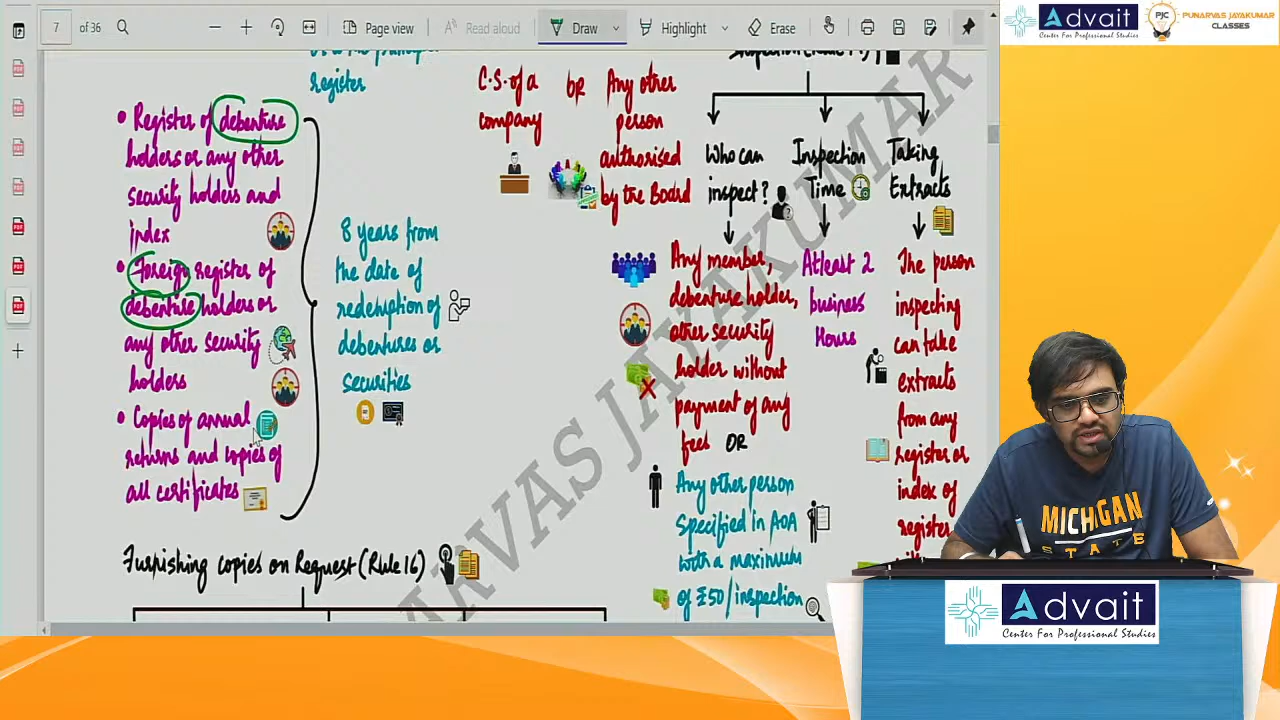 7 of 36
Page view
Read aloud
Draw
Highlight
Erase
Advait
Center For Professional Studies
PJC
PUNARVAS JAYAKUMAR
CLASSES
register
• Register of debenture
holders or any other
security holders and
index
• Foreign register of
debenture holders or
any other security
holders
• Copies of annual
returns and copies of
all certificates
8 years from
the date of
redemption of
debentures or
securities
C.S. of a
company
or
Any other
person
authorised
by the Board
Who can
inspect?
Inspection
Time
Taking
Extracts
Any member,
debenture holder,
other security
holder without
payment of any
fees OR
Any other person
specified in AOA
with a maximum
of ₹50/inspection
Atleast 2
business
Hours
The person
inspecting
can take
extracts
from any
register or
index of
register
Furnishing copies on Request (Rule 16)
ARVAS JAYAKUMAR
MICHIGAN
STATE
Advait
Center For Professional Studies